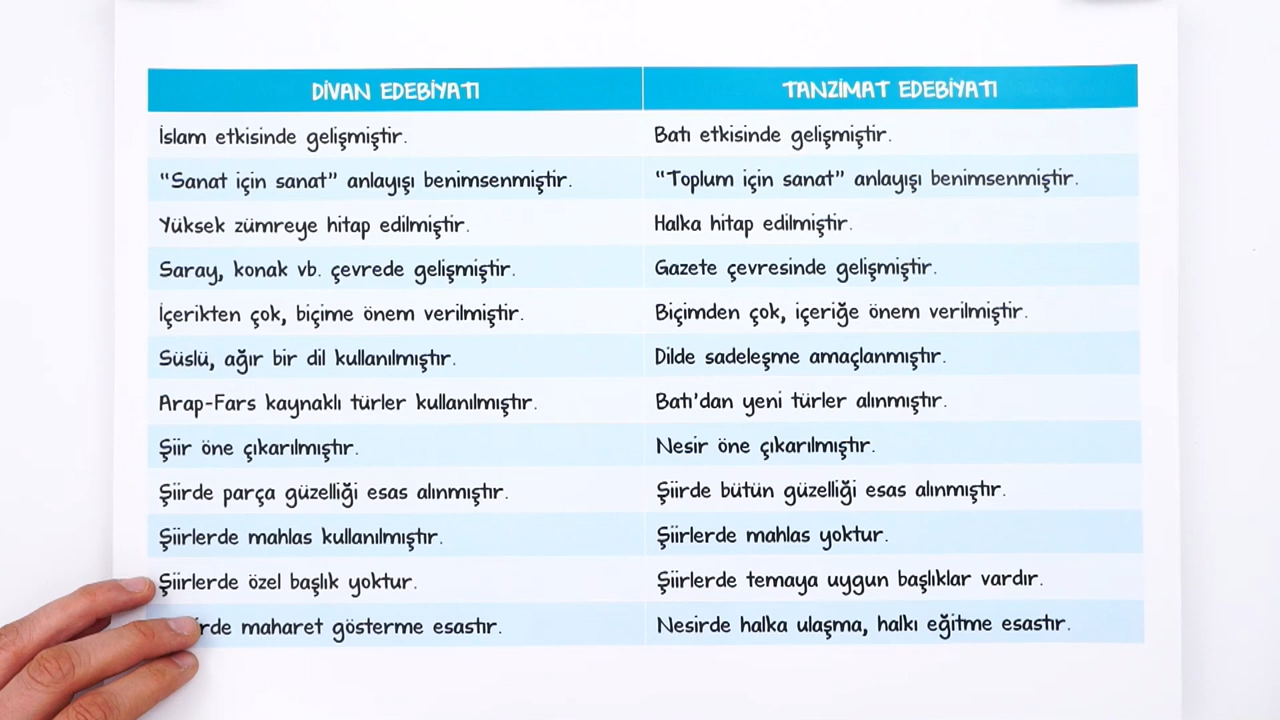 DİVAN EDEBİYATI TANZİMAT EDEBİYATI
İslam etkisinde gelişmiştir. Batı etkisinde gelişmiştir.
"Sanat için sanat" anlayışı benimsenmiştir. "Toplum için sanat" anlayışı benimsenmiştir.
Yüksek zümreye hitap edilmiştir. Halka hitap edilmiştir.
Saray, konak vb. çevrede gelişmiştir. Gazete çevresinde gelişmiştir.
İçerikten çok, biçime önem verilmiştir. Biçimden çok, içeriğe önem verilmiştir.
Süslü, ağır bir dil kullanılmıştır. Dilde sadeleşme amaçlanmıştır.
Arap-Fars kaynaklı türler kullanılmıştır. Batı'dan yeni türler alınmıştır.
Şiir öne çıkarılmıştır. Nesir öne çıkarılmıştır.
Şiirde parça güzelliği esas alınmıştır. Şiirde bütün güzelliği esas alınmıştır.
Şiirlerde mahlas kullanılmıştır. Şiirlerde mahlas yoktur.
Şiirlerde özel başlık yoktur. Şiirlerde temaya uygun başlıklar vardır.
maharet gösterme esastır. Nesirde halka ulaşma, halkı eğitme esastır.